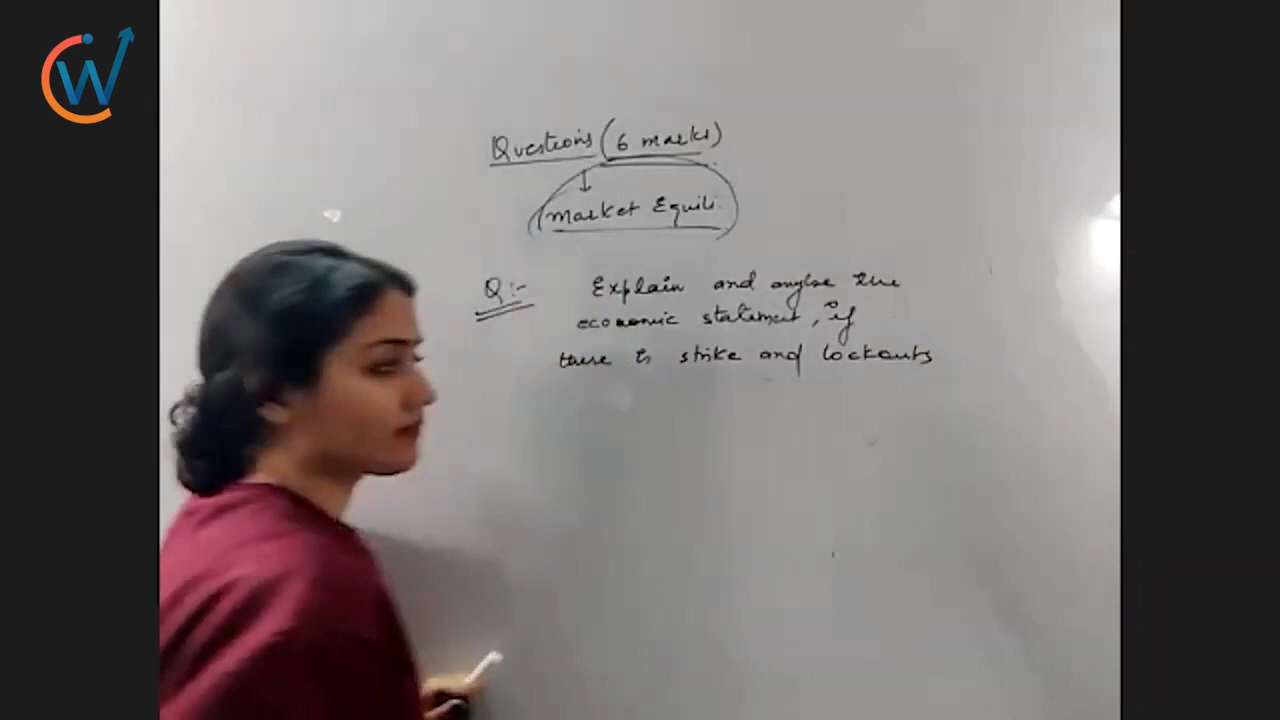 Questions (6 marks)
market Equili.
Q:-
Explain and anylse the
economic statement, if
there is strike and lockouts
W